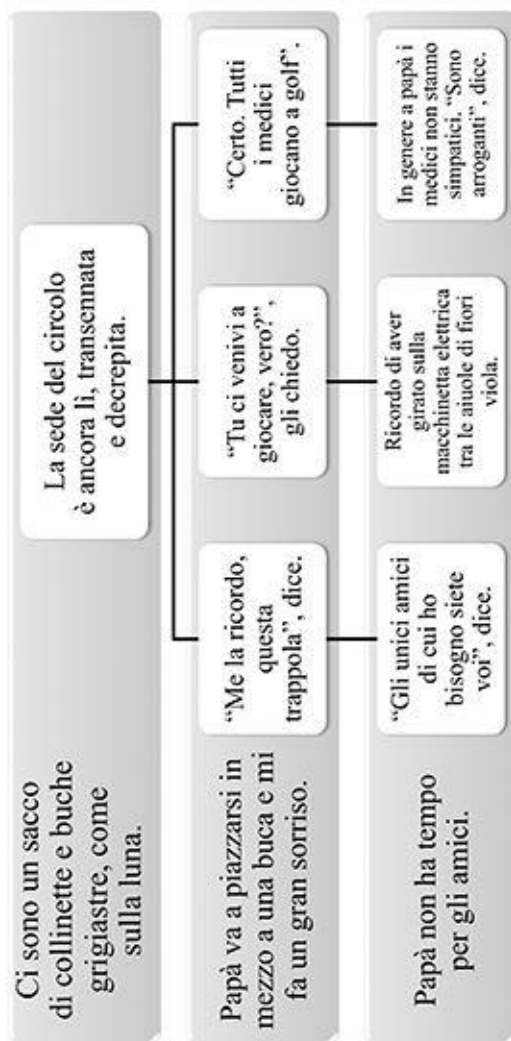 Ci sono un sacco
di collinette e buche
grigiastre, come
sulla luna.
La sede del circolo
è ancora lì, transennata
e decrepita.
Papà va a piazzarsi in
mezzo a una buca e mi
fa un gran sorriso.
“Me la ricordo,
questa
trappola”, dice.
“Tu ci venivi a
giocare, vero?”,
gli chiedo.
“Certo. Tutti
i medici
giocano a golf”.
Papà non ha tempo
per gli amici.
“Gli unici amici
di cui ho
bisogno siete
voi”, dice.
Ricordo di aver
girato sulla
macchinetta elettrica
tra le aiuole di fiori
viola.
In genere a papà i
medici non stanno
simpatici. “Sono
arroganti”, dice.